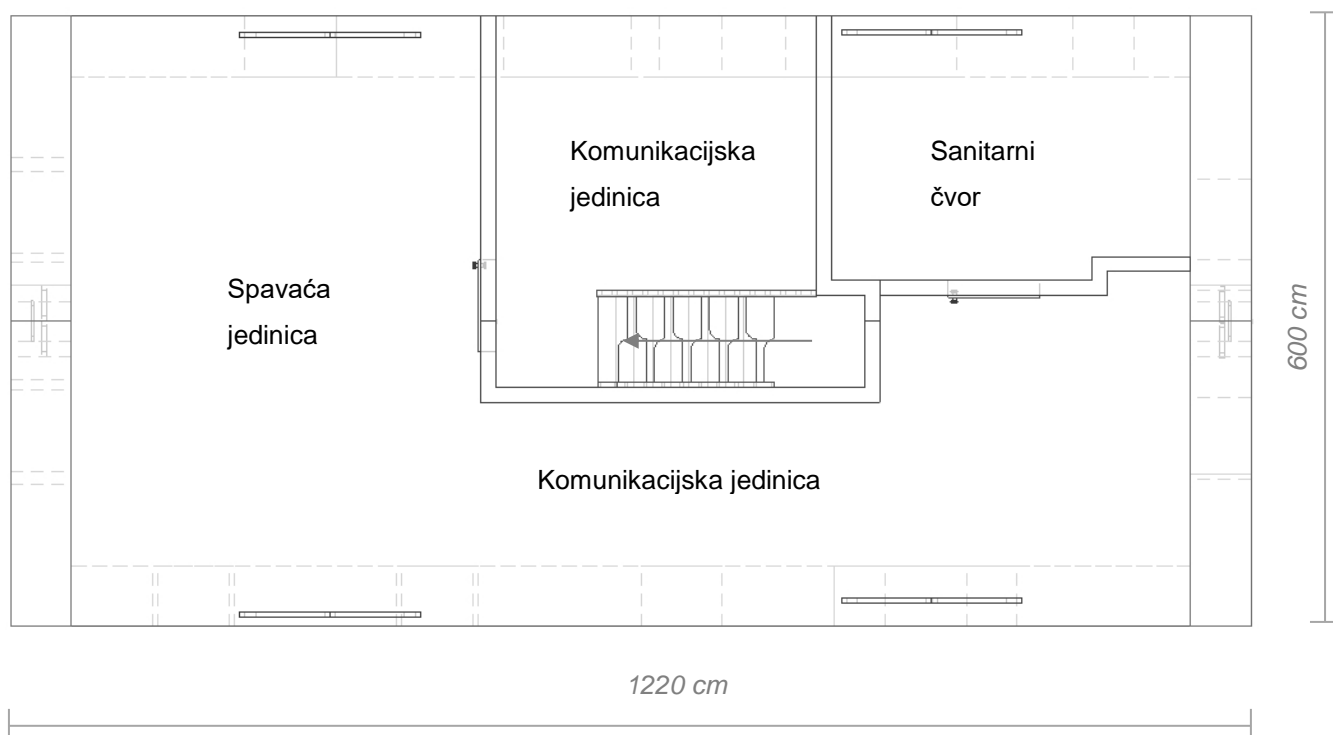 Komunikacijska
jedinica
Sanitarni
čvor
Spavaća
jedinica
600 cm
Komunikacijska jedinica
1220 cm